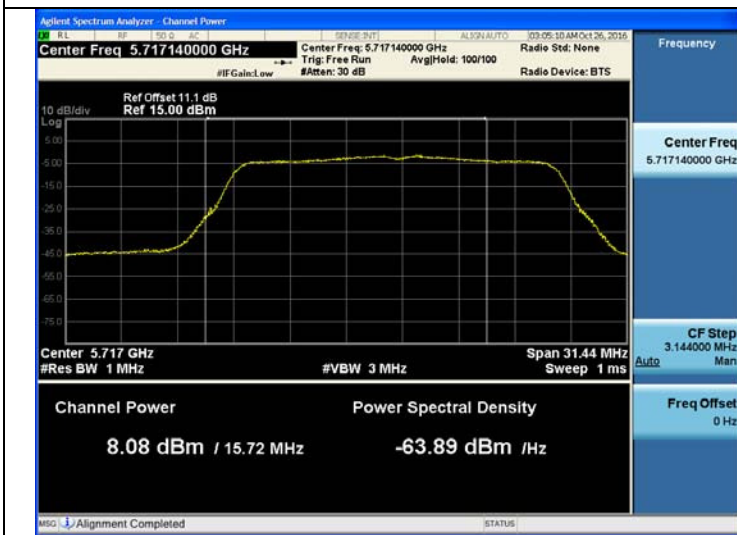 Agilent Spectrum Analyzer - Channel Power
RL RF 50 Ω AC SENSE:INT ALIGNAUTO 03:05:10 AM Oct 26, 2016
Center Freq 5.717140000 GHz
Center Freq: 5.717140000 GHz Radio Std: None
Trig: Free Run Avg|Hold: 100/100
#IFGain:Low #Atten: 30 dB Radio Device: BTS
Ref Offset 11.1 dB
10 dB/div Ref 15.00 dBm
Log
5.00
-5.00
-15.0
-25.0
-35.0
-45.0
-55.0
-65.0
-75.0
Center 5.717 GHz Span 31.44 MHz
#Res BW 1 MHz #VBW 3 MHz Sweep 1 ms
Channel Power Power Spectral Density
8.08 dBm / 15.72 MHz -63.89 dBm /Hz
MSG Alignment Completed STATUS
Frequency
Center Freq
5.717140000 GHz
CF Step
3.144000 MHz
Auto Man
Freq Offset
0 Hz